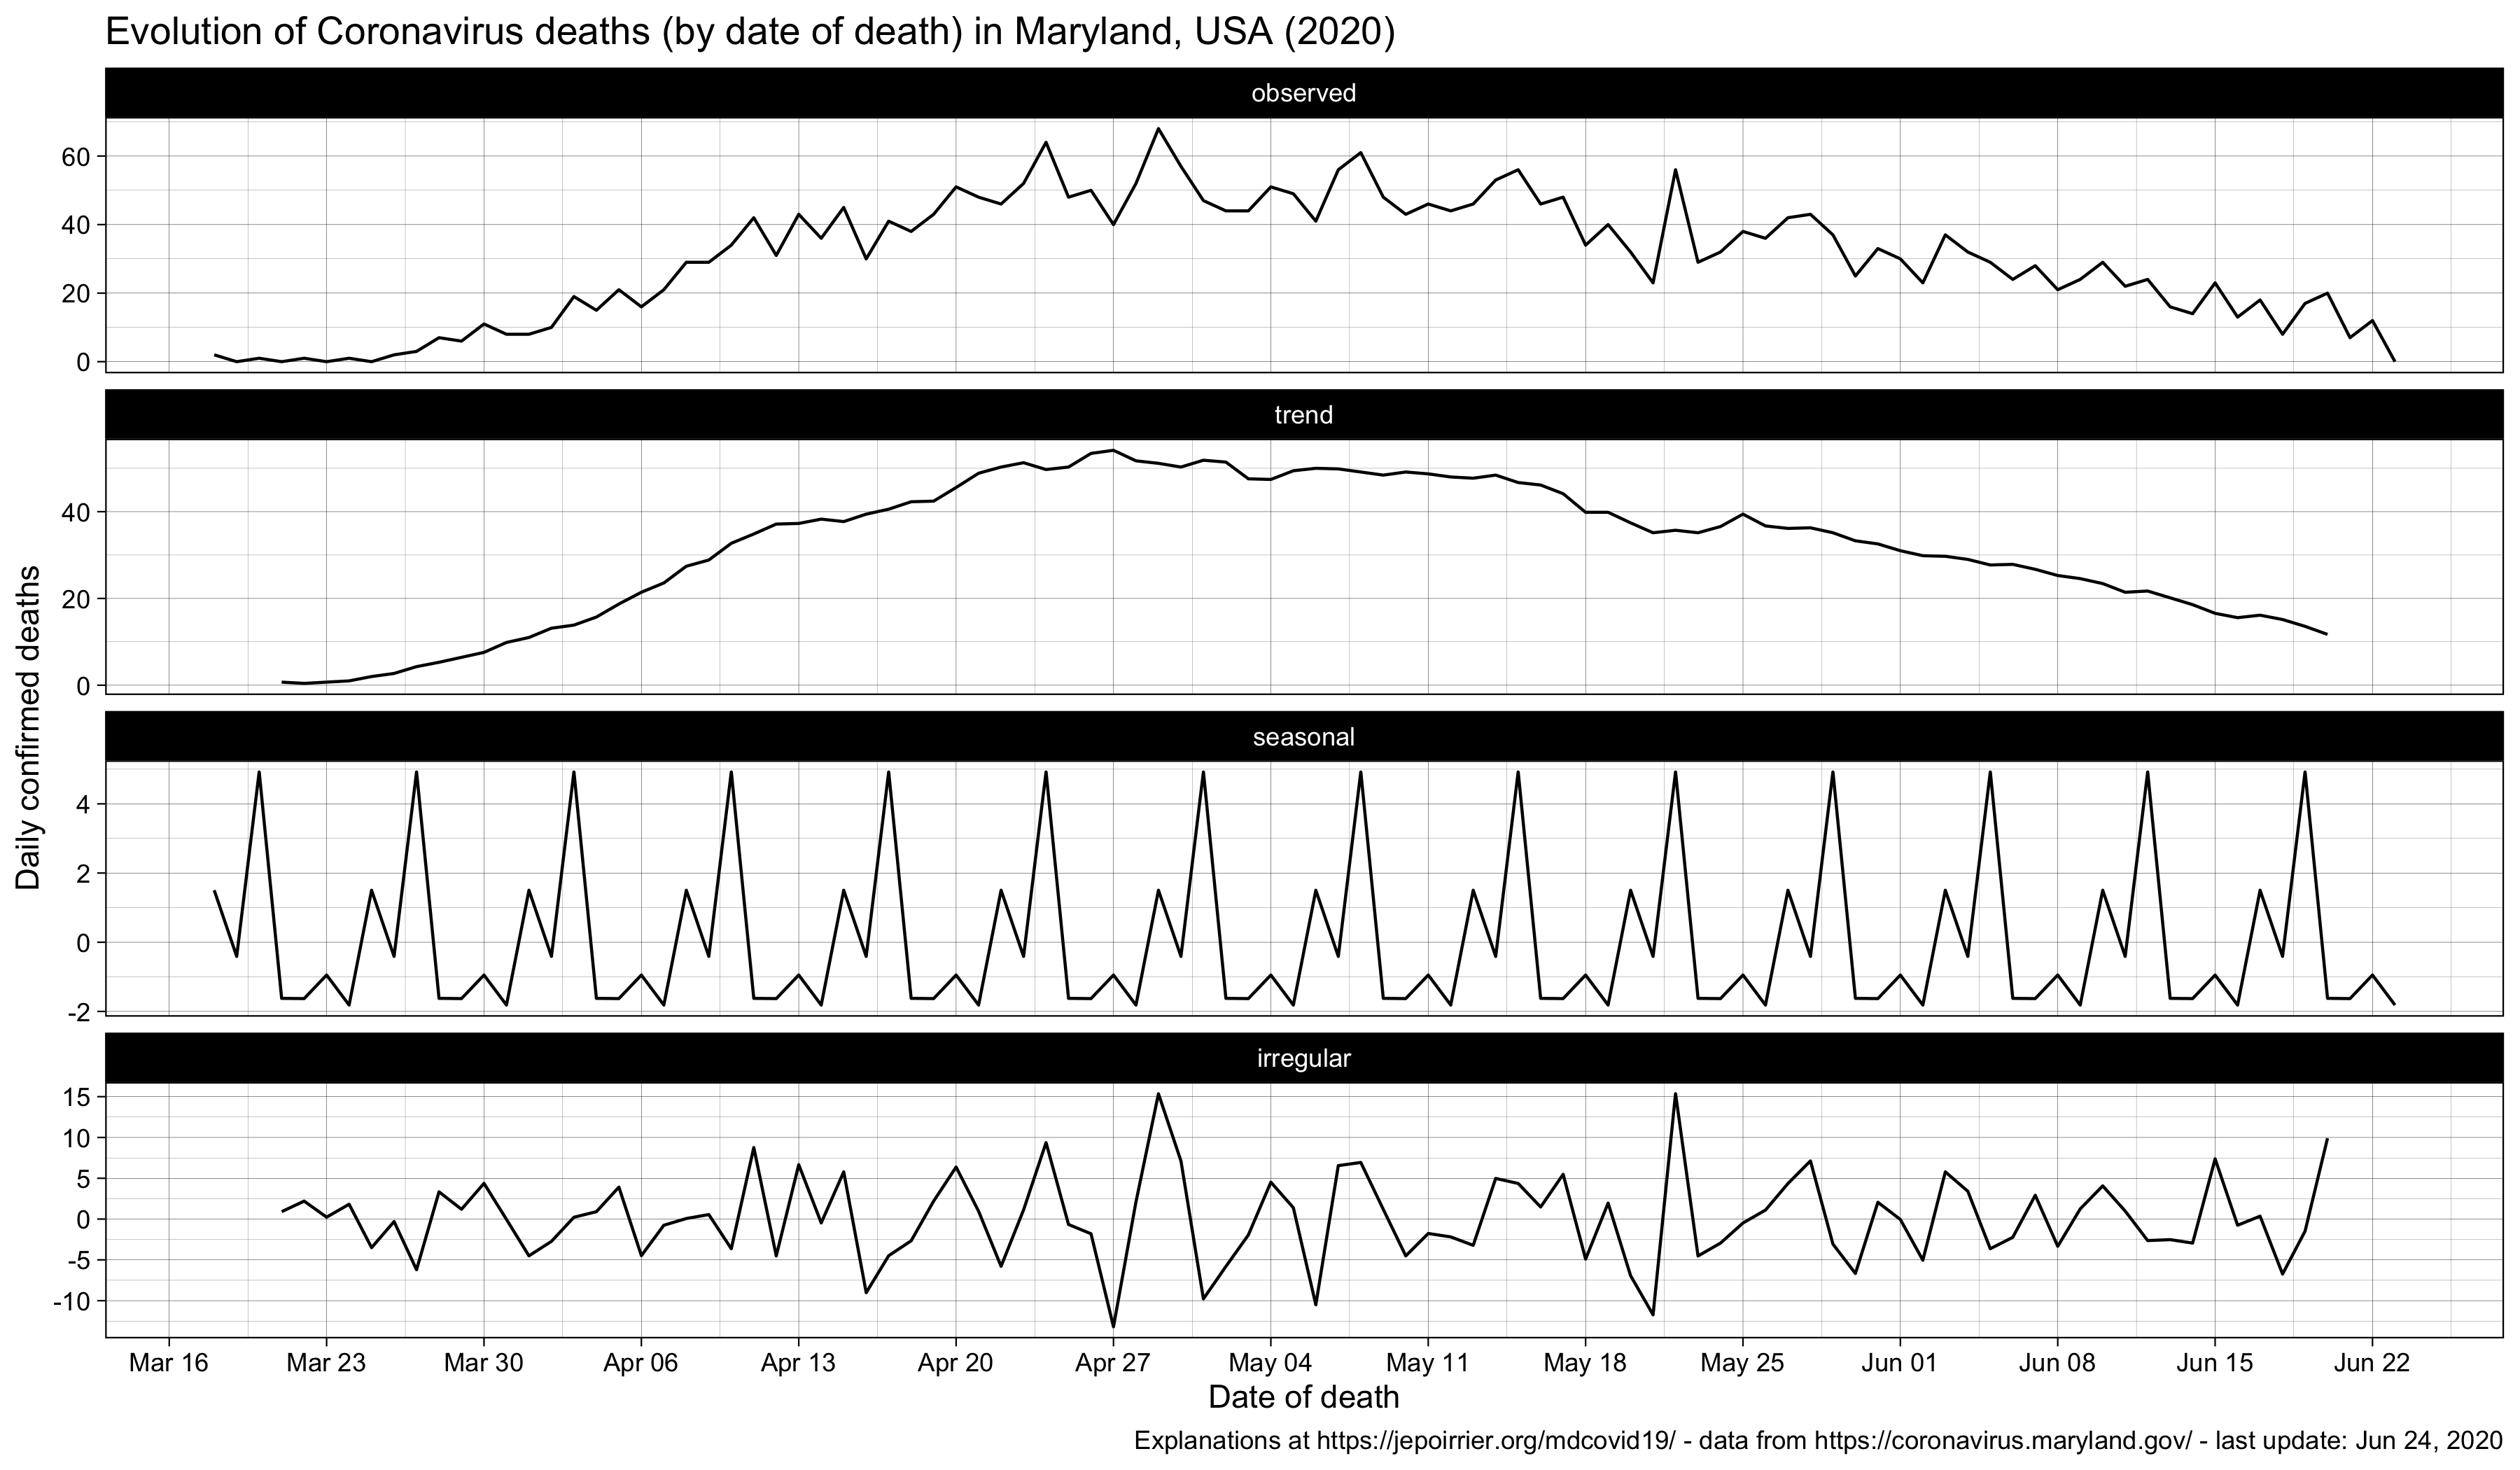 Evolution of Coronavirus deaths (by date of death) in Maryland, USA (2020)
observed
60
40
20
0
trend
40
20
0
seasonal
4
2
0
-2
irregular
15
10
5
0
-5
-10
Daily confirmed deaths
Mar 16 Mar 23 Mar 30 Apr 06 Apr 13 Apr 20 Apr 27 May 04 May 11 May 18 May 25 Jun 01 Jun 08 Jun 15 Jun 22
Date of death
Explanations at https://jepoirrier.org/mdcovid19/ - data from https://coronavirus.maryland.gov/ - last update: Jun 24, 2020